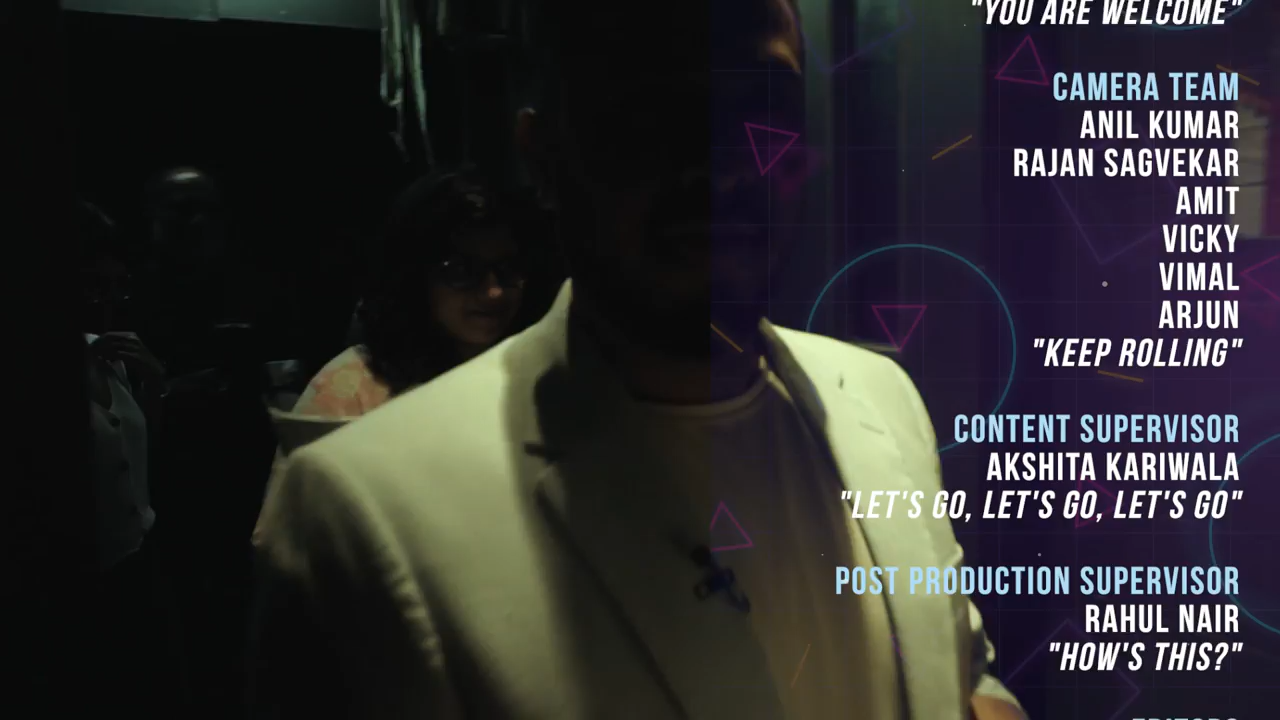 "YOU ARE WELCOME"
CAMERA TEAM
ANIL KUMAR
RAJAN SAGVEKAR
AMIT
VICKY
VIMAL
ARJUN
"KEEP ROLLING"
CONTENT SUPERVISOR
AKSHITA KARIWALA
"LET'S GO, LET'S GO, LET'S GO"
POST PRODUCTION SUPERVISOR
RAHUL NAIR
"HOW'S THIS?"